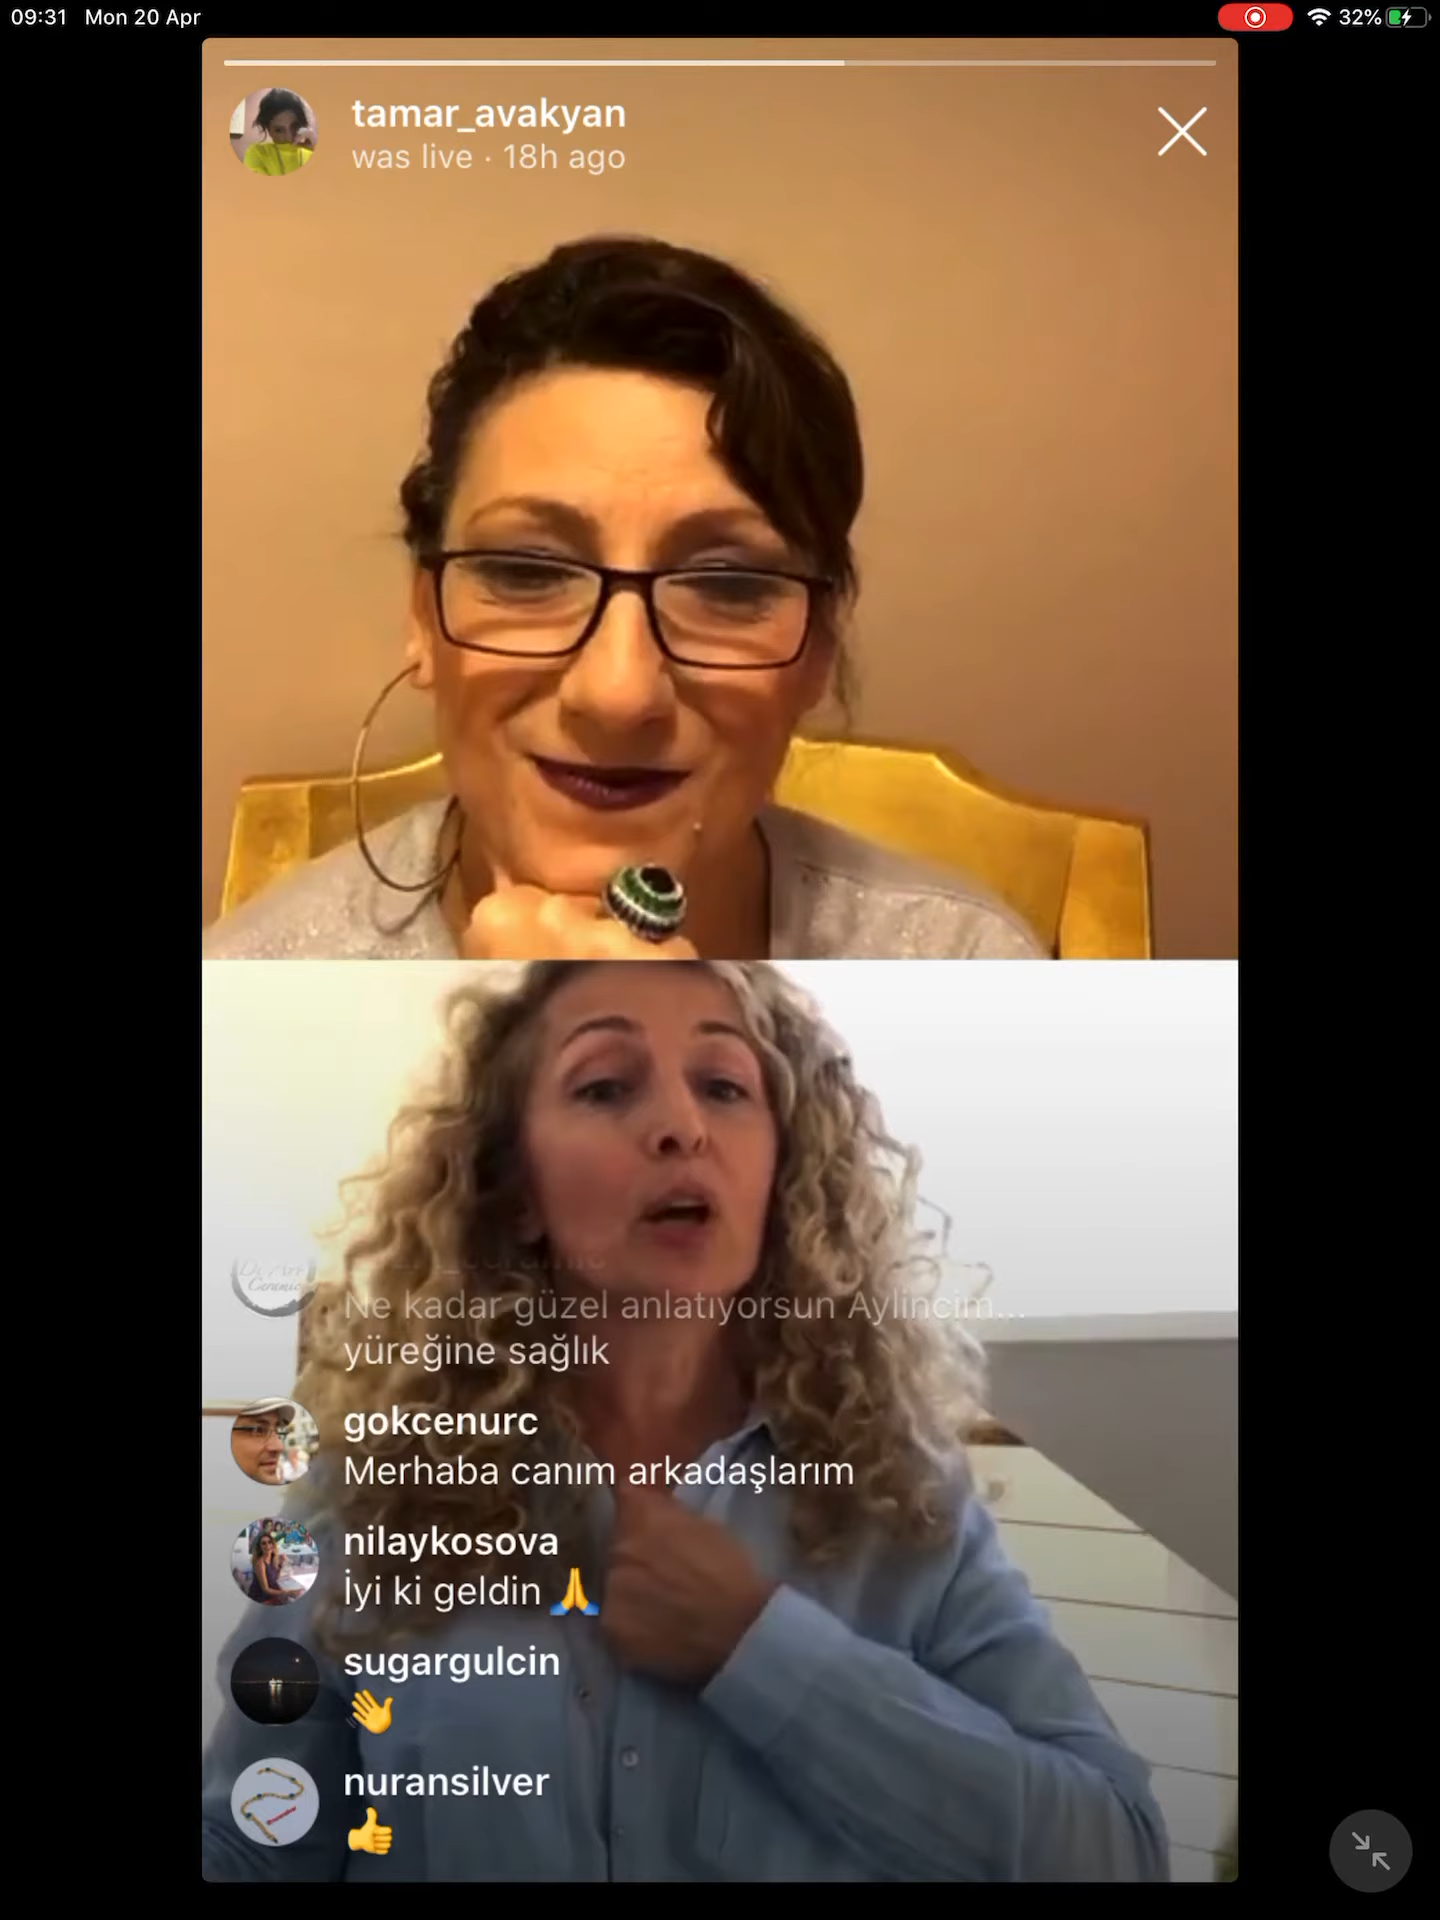 09:31 Mon 20 Apr
32%
tamar_avakyan
was live · 18h ago
Ne kadar güzel anlatıyorsun Aylincim...
yüreğine sağlık
gokcenurc
Merhaba canım arkadaşlarım
nilaykosova
İyi ki geldin 🙏
sugargulcin
👋
nuransilver
👍